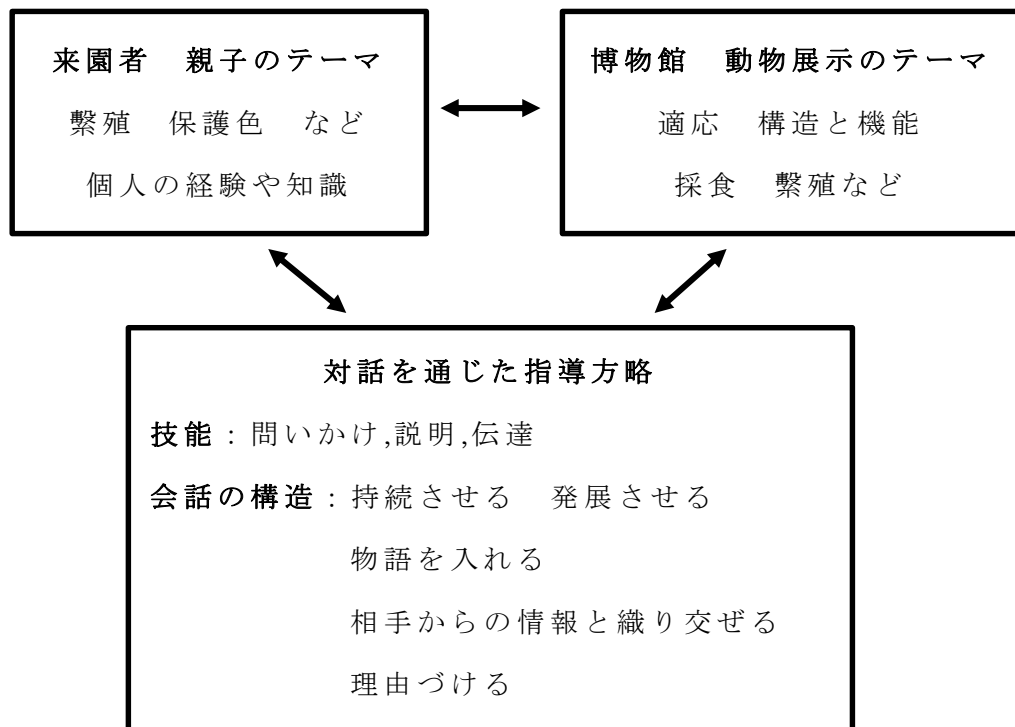 来園者　親子のテーマ
繫殖　保護色　など
個人の経験や知識
博物館　動物展示のテーマ
適応　構造と機能
採食　繫殖など
対話を通じた指導方略
技能：問いかけ,説明,伝達
会話の構造：持続させる　発展させる
物語を入れる
相手からの情報と織り交ぜる
理由づける